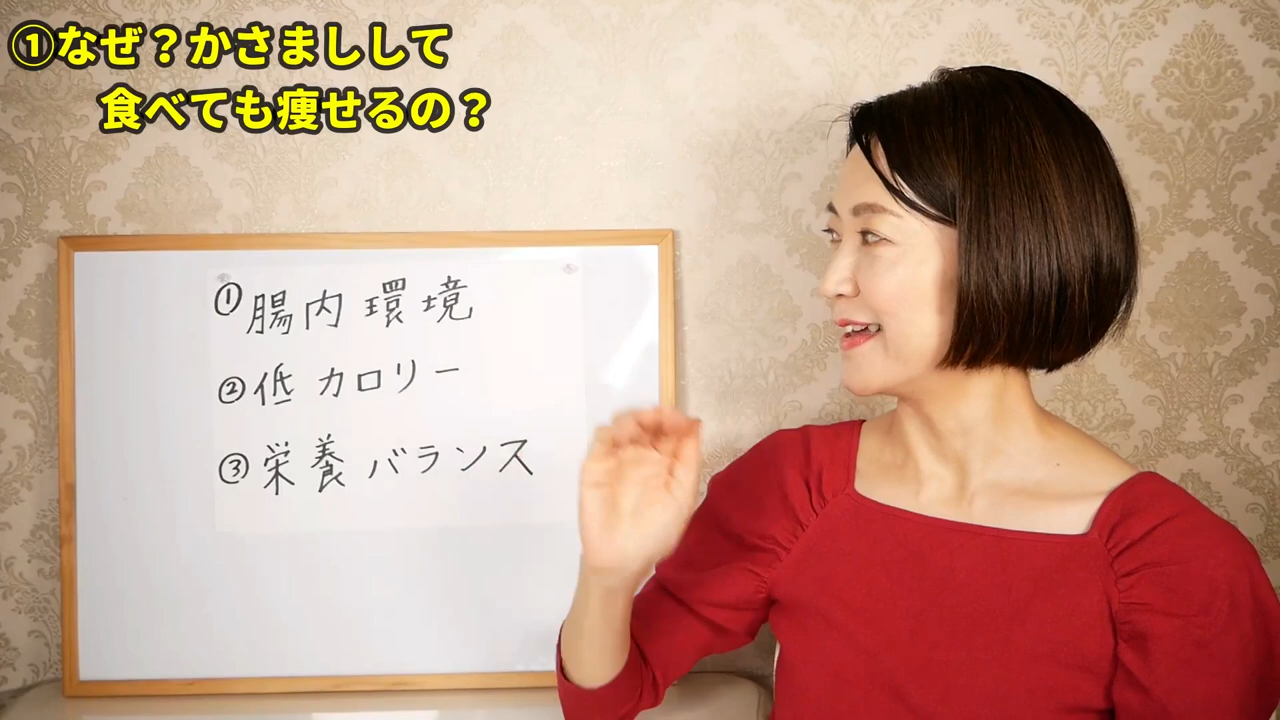 ①なぜ？かさまして
食べても痩せるの？
①腸内環境
②低カロリー
③栄養バランス